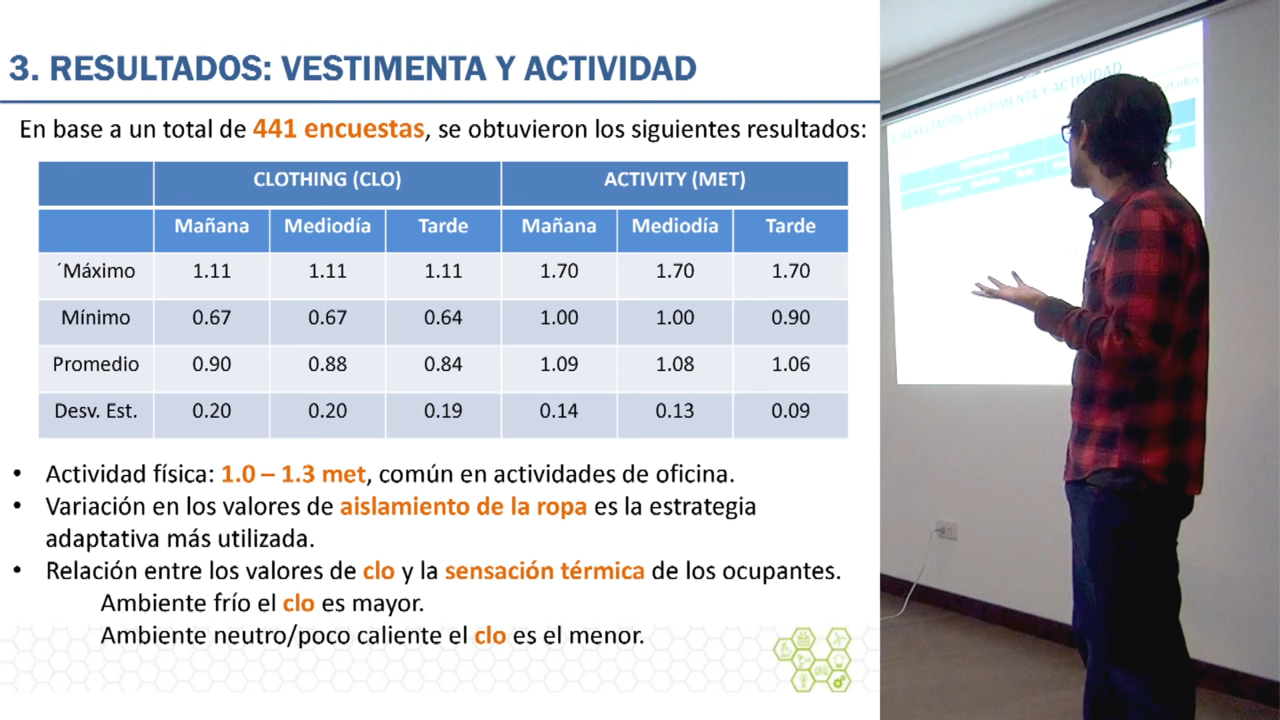 3. RESULTADOS: VESTIMENTA Y ACTIVIDAD
En base a un total de 441 encuestas, se obtuvieron los siguientes resultados:
CLOTHING (CLO) ACTIVITY (MET)
Mañana Mediodía Tarde Mañana Mediodía Tarde
´Máximo 1.11 1.11 1.11 1.70 1.70 1.70
Mínimo 0.67 0.67 0.64 1.00 1.00 0.90
Promedio 0.90 0.88 0.84 1.09 1.08 1.06
Desv. Est. 0.20 0.20 0.19 0.14 0.13 0.09
• Actividad física: 1.0 – 1.3 met, común en actividades de oficina.
• Variación en los valores de aislamiento de la ropa es la estrategia
adaptativa más utilizada.
• Relación entre los valores de clo y la sensación térmica de los ocupantes.
Ambiente frío el clo es mayor.
Ambiente neutro/poco caliente el clo es el menor.
3. RESULTADOS: VESTIMENTA Y ACTIVIDAD